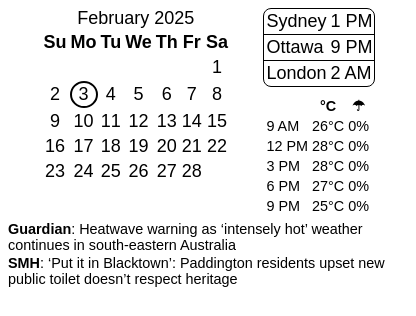 February 2025
Su Mo Tu We Th Fr Sa
1
2 3 4 5 6 7 8
9 10 11 12 13 14 15
16 17 18 19 20 21 22
23 24 25 26 27 28
Sydney 1 PM
Ottawa 9 PM
London 2 AM
°C ☂
9 AM 26°C 0%
12 PM 28°C 0%
3 PM 28°C 0%
6 PM 27°C 0%
9 PM 25°C 0%
Guardian: Heatwave warning as ‘intensely hot’ weather
continues in south-eastern Australia
SMH: ‘Put it in Blacktown’: Paddington residents upset new
public toilet doesn’t respect heritage